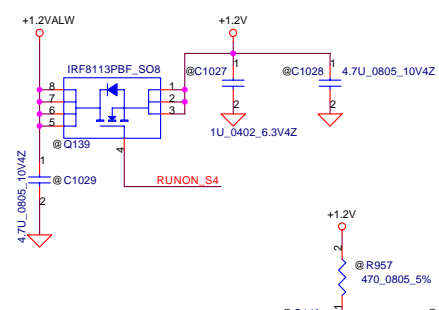 +1.2VALW
+1.2V
IRF8113PBF_SO8
@C1027
@C1028
4.7U_0805_10V4Z
1
1
8
1
7
2
6
3
5
2
2
@Q139
1U_0402_6.3V4Z
4
1
@C1029
RUNON_S4
2
4.7U_0805_10V4Z
+1.2V
2
@R957
470_0805_5%
1